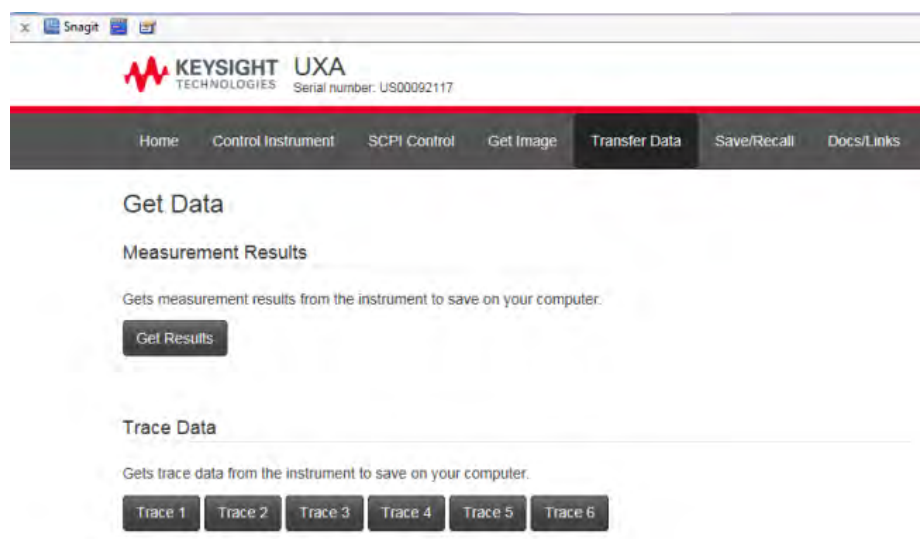 x Snagit
KEYSIGHT UXA
TECHNOLOGIES Serial number: US00092117
Home Control Instrument SCPI Control Get Image Transfer Data Save/Recall Docs/Links
Get Data
Measurement Results
Gets measurement results from the instrument to save on your computer.
Get Results
Trace Data
Gets trace data from the instrument to save on your computer.
Trace 1 Trace 2 Trace 3 Trace 4 Trace 5 Trace 6